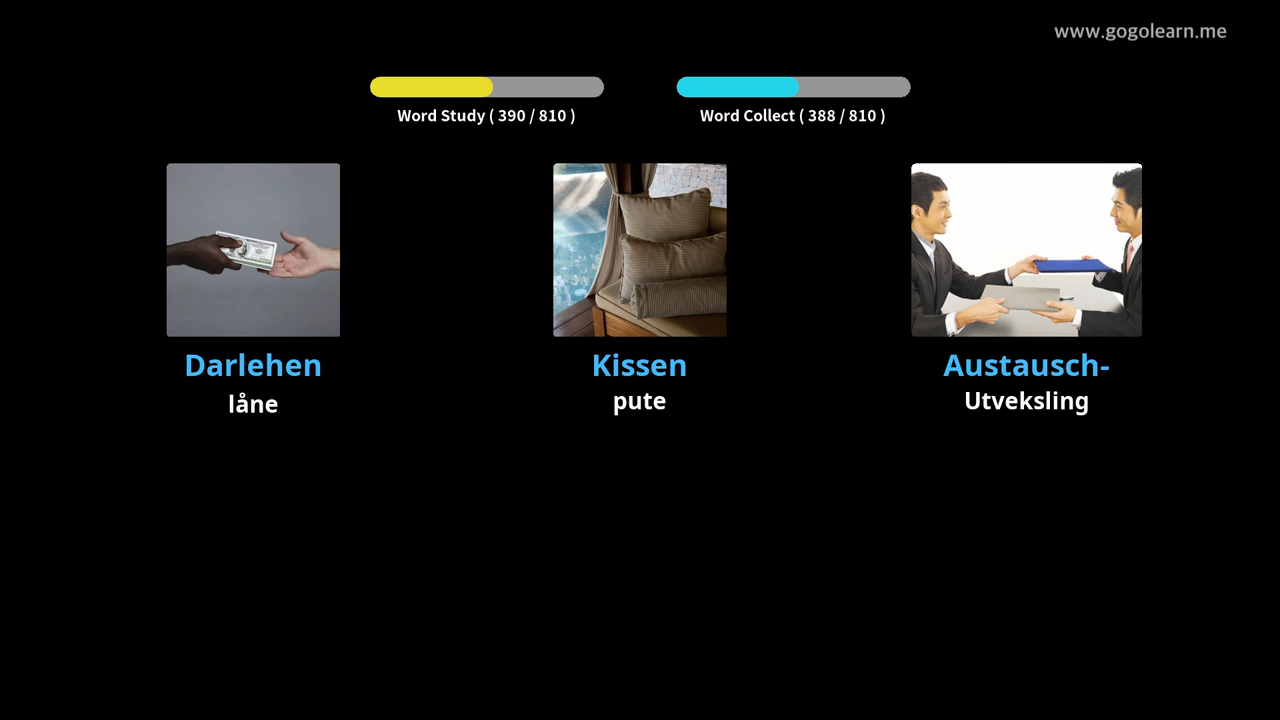 www.gogolearn.me
Word Study ( 390 / 810 )
Word Collect ( 388 / 810 )
Darlehen
låne
Kissen
pute
Austausch-
Utveksling